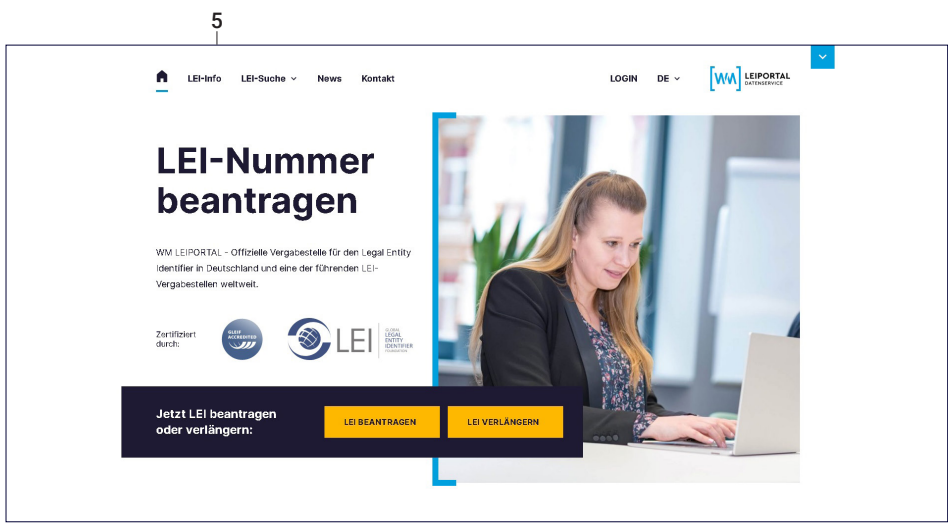 5
LEI-Info LEI-Suche News Kontakt LOGIN DE
WM LEIPORTAL
DATENSERVICE
LEI-Nummer
beantragen
WM LEIPORTAL - Offizielle Vergabestelle für den Legal Entity
Identifier in Deutschland und eine der führenden LEI-
Vergabestellen weltweit.
Zertifiziert
durch:
GLEIF
ACCREDITED
LEI
GLOBAL
LEGAL
ENTITY
IDENTIFIER
FOUNDATION
Jetzt LEI beantragen
oder verlängern:
LEI BEANTRAGEN
LEI VERLÄNGERN